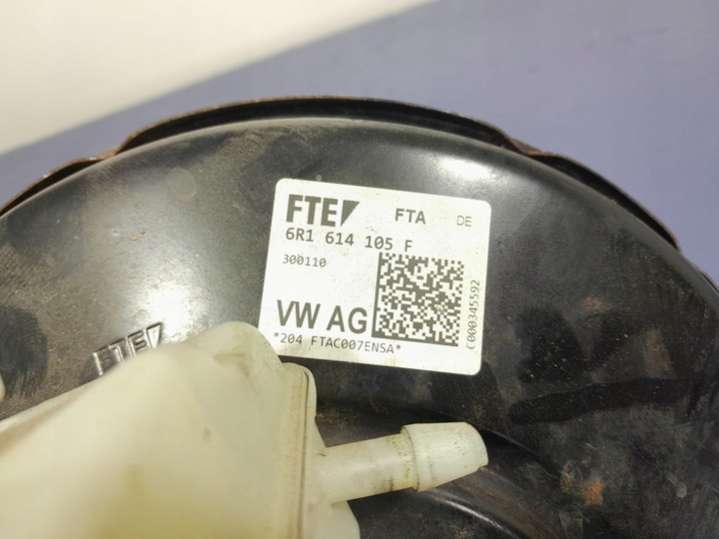 FTE FTA DE
6R1 614 105 F
300110
VW AG
*204 FTAC007ENSA*
C000345592
FTE